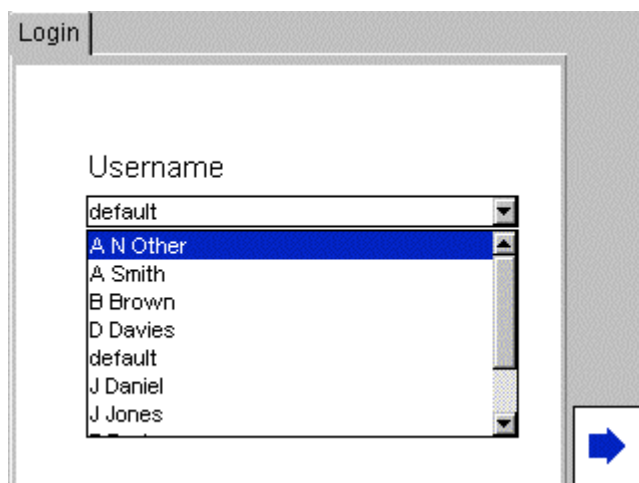 Login
Username
default
A N Other
A Smith
B Brown
D Davies
default
J Daniel
J Jones